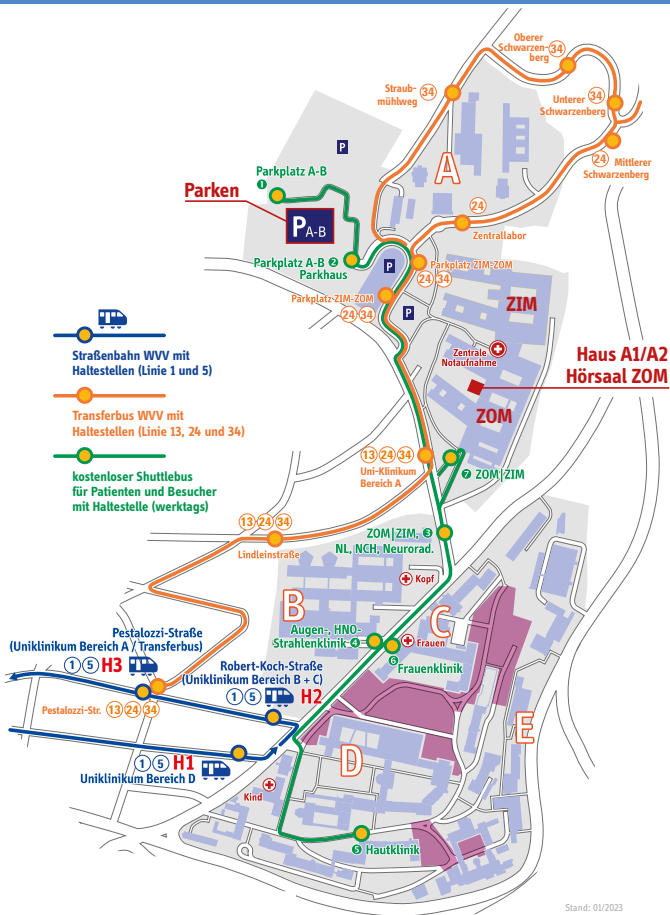 Oberer
Schwarzen-
berg
34
Straub-
mühlweg
34
Unterer
Schwarzenberg
34
24
Mittlerer
Schwarzenberg
P
A
Parkplatz A-B
1
Parken
P A-B
24
Zentrallabor
Parkplatz A-B 2
Parkhaus
P
Parkplatz ZIM-ZOM
24 34
Parkplatz ZIM-ZOM
24 34
P
ZIM
Zentrale
Notaufnahme
Haus A1/A2
Hörsaal ZOM
ZOM
Straßenbahn WVV mit
Haltestellen (Linie 1 und 5)
Transferbus WVV mit
Haltestellen (Linie 13, 24 und 34)
kostenloser Shuttlebus
für Patienten und Besucher
mit Haltestelle (werktags)
13 24 34
Uni-Klinikum
Bereich A
7 ZOM|ZIM
13 24 34
Lindleinstraße
ZOM|ZIM, 3
NL, NCH, Neurorad.
Kopf
B
C
Augen-, HNO-
Strahlenklinik 4
Frauen
6
Frauenklinik
Pestalozzi-Straße
(Uniklinikum Bereich A / Transferbus)
1 5 H3
Robert-Koch-Straße
(Uniklinikum Bereich B + C)
1 5 H2
Pestalozzi-Str. 13 24 34
E
D
1 5 H1
Uniklinikum Bereich D
Kind
5 Hautklinik
Stand: 01/2023